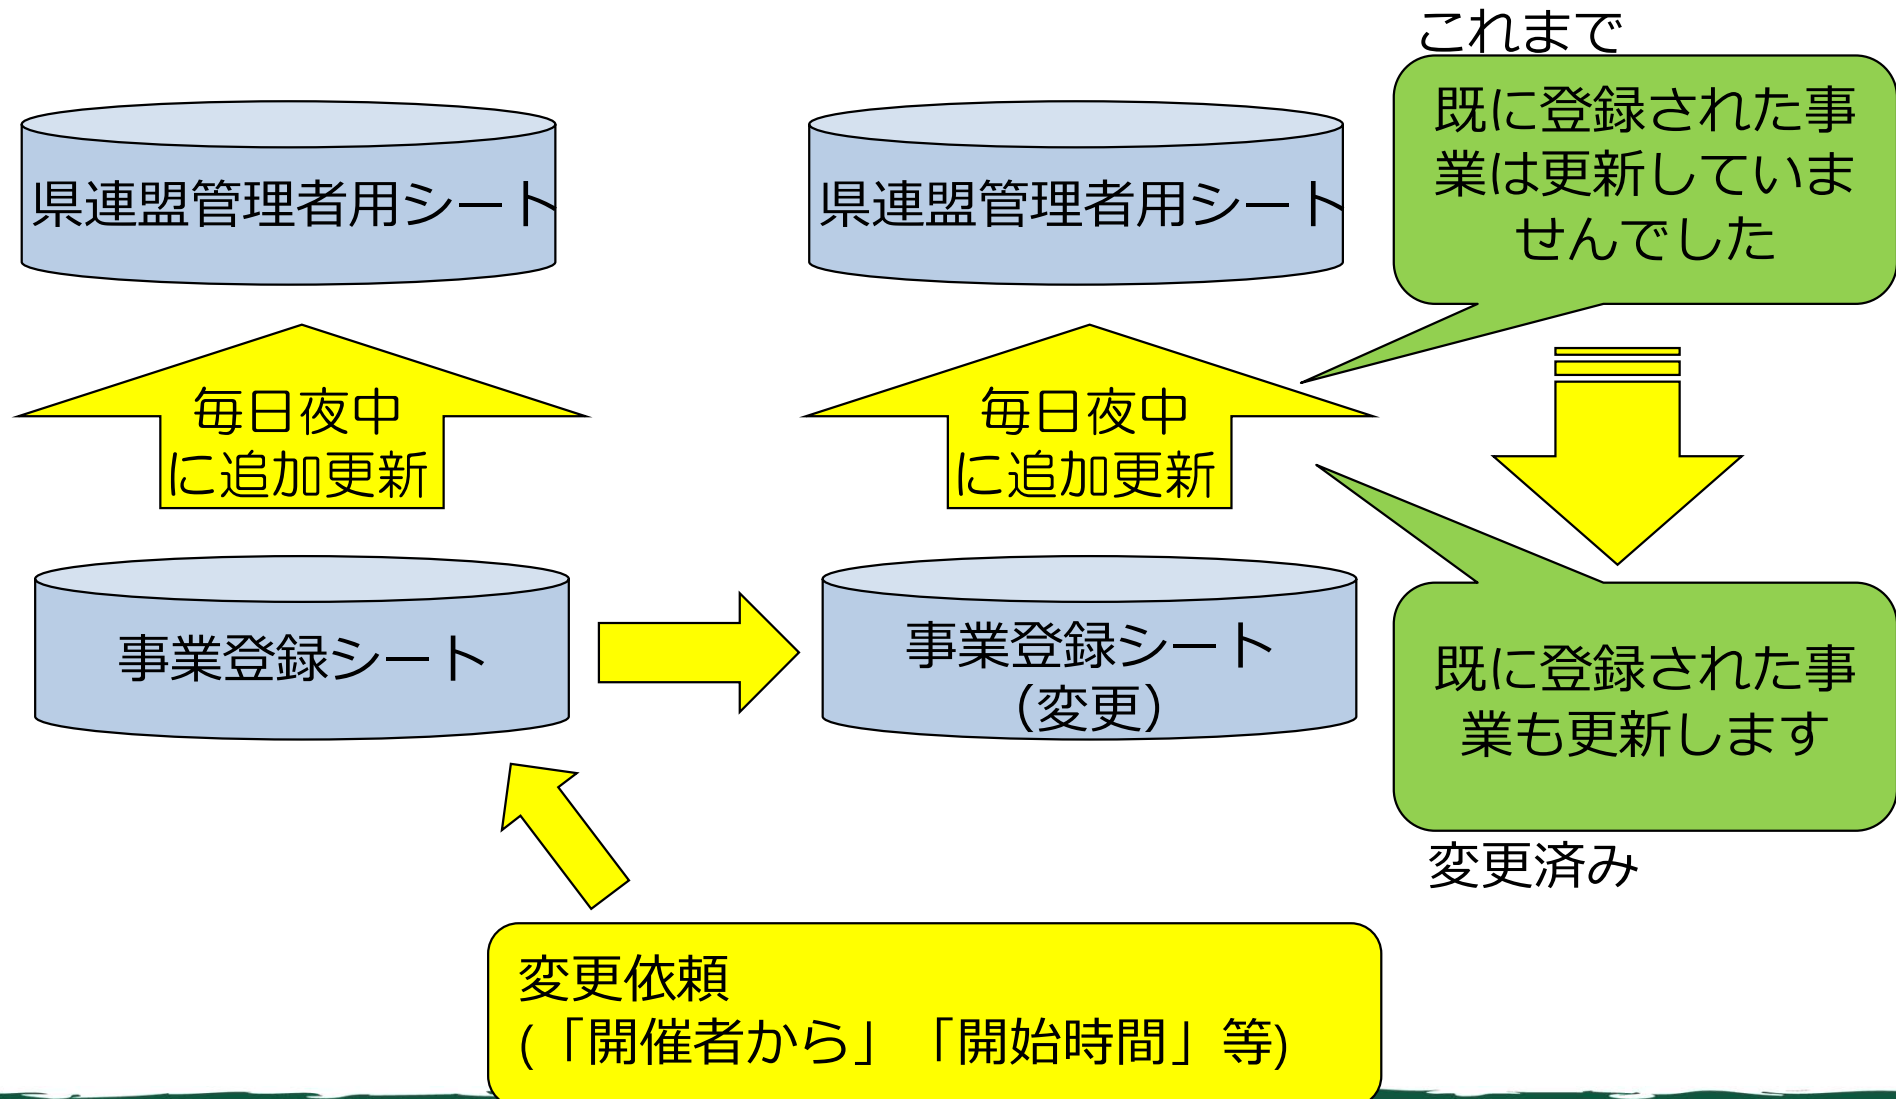 これまで
既に登録された事
業は更新していま
せんでした
県連盟管理者用シート
県連盟管理者用シート
毎日夜中
に追加更新
毎日夜中
に追加更新
事業登録シート
事業登録シート
（変更）
既に登録された事
業も更新します
変更済み
変更依頼
(「開催者から」「開始時間」等)